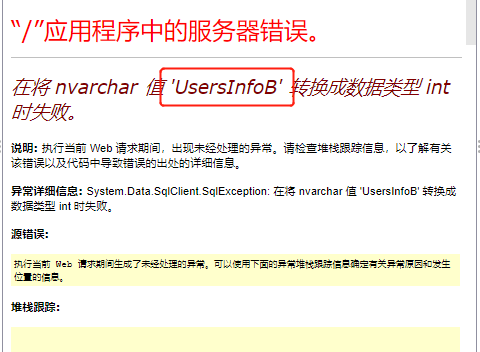 “/”应用程序中的服务器错误。
在将 nvarchar 值 'UsersInfoB' 转换成数据类型 int
时失败。
说明: 执行当前 Web 请求期间，出现未经处理的异常。请检查堆栈跟踪信息，以了解有关
该错误以及代码中导致错误的出处的详细信息。
异常详细信息: System.Data.SqlClient.SqlException: 在将 nvarchar 值 'UsersInfoB' 转换成
数据类型 int 时失败。
源错误:
执行当前 Web 请求期间生成了未经处理的异常。可以使用下面的异常堆栈跟踪信息确定有关异常原因和发生
位置的信息。
堆栈跟踪: